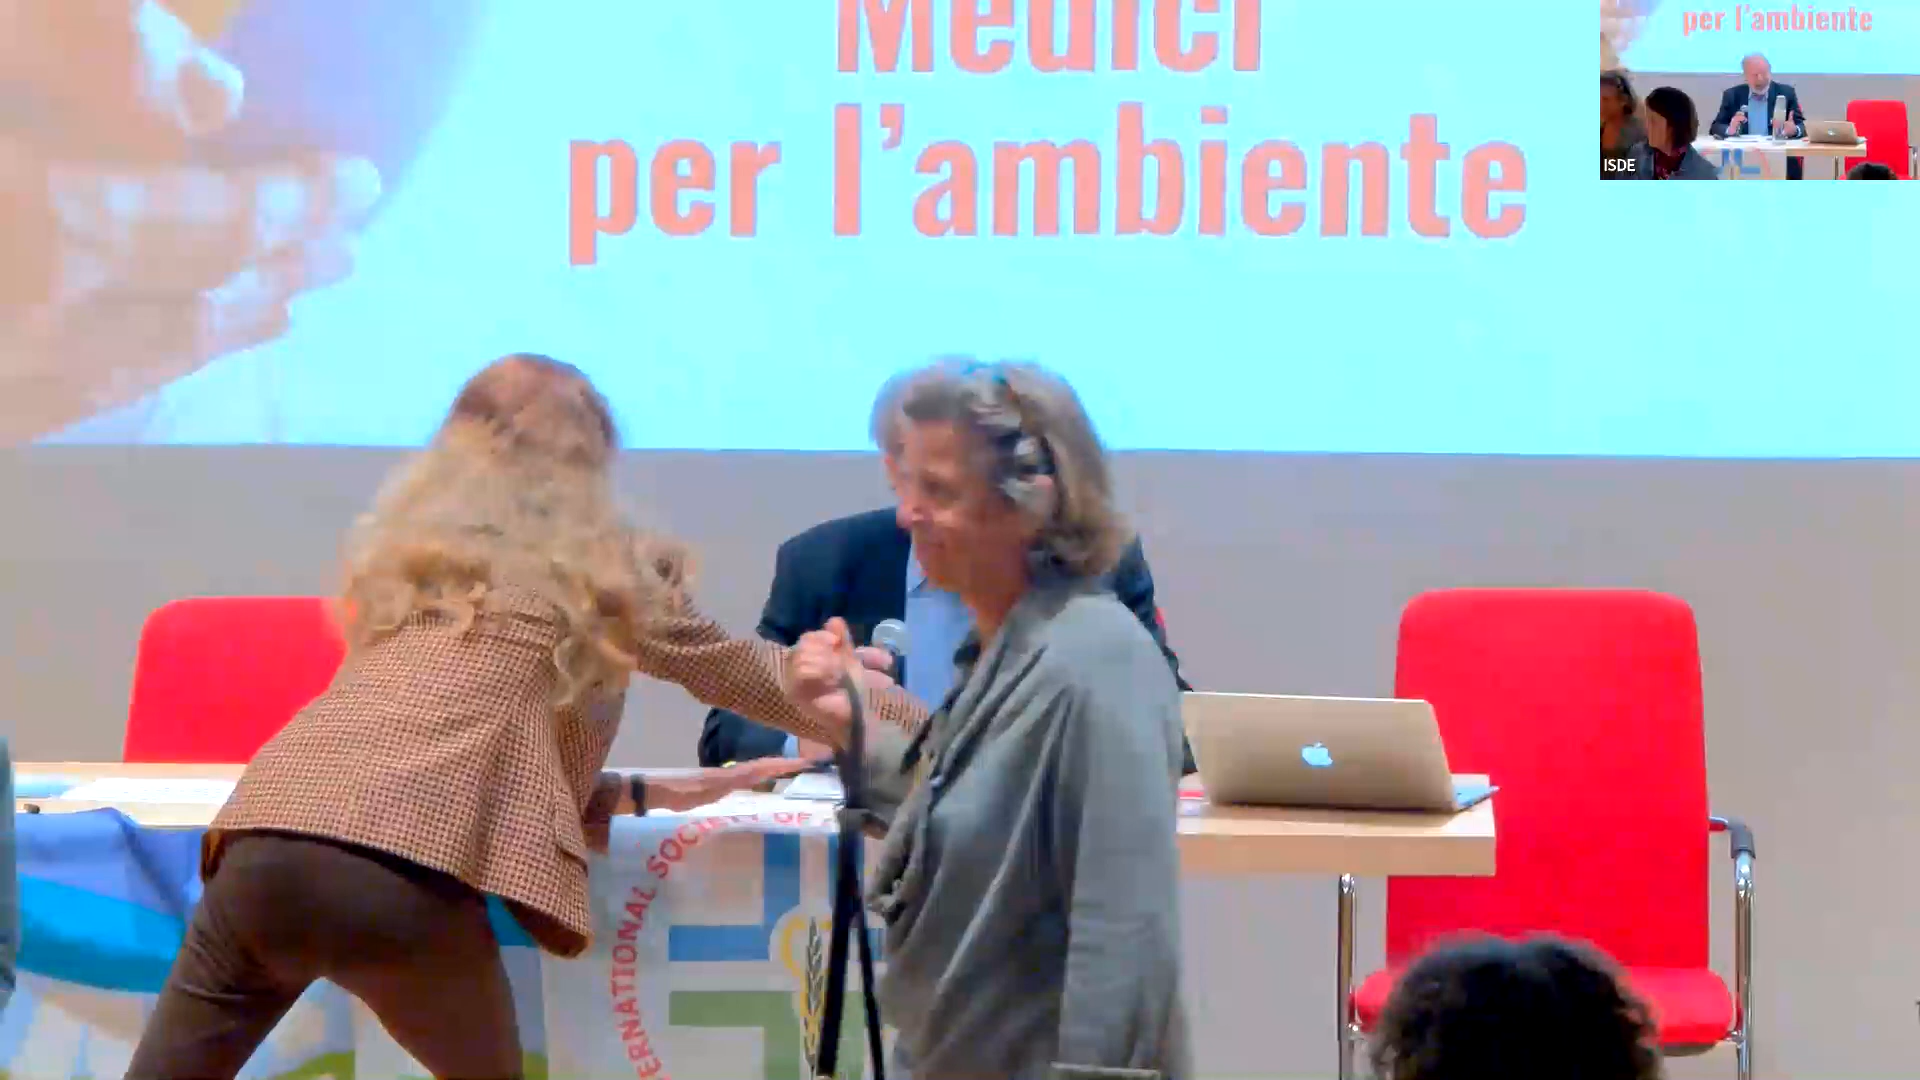 Medici
per l'ambiente
per l'ambiente
ISDE
INTERNATIONAL SOCIETY OF